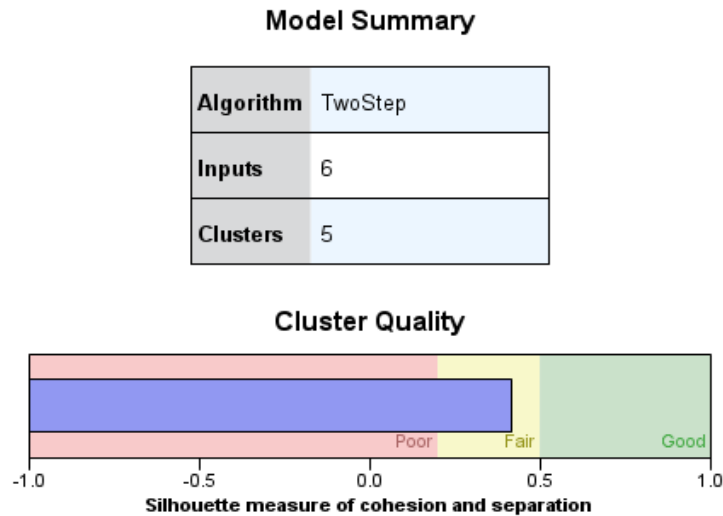 Model Summary
Algorithm TwoStep
Inputs 6
Clusters 5
Cluster Quality
Poor Fair Good
-1.0 -0.5 0.0 0.5 1.0
Silhouette measure of cohesion and separation